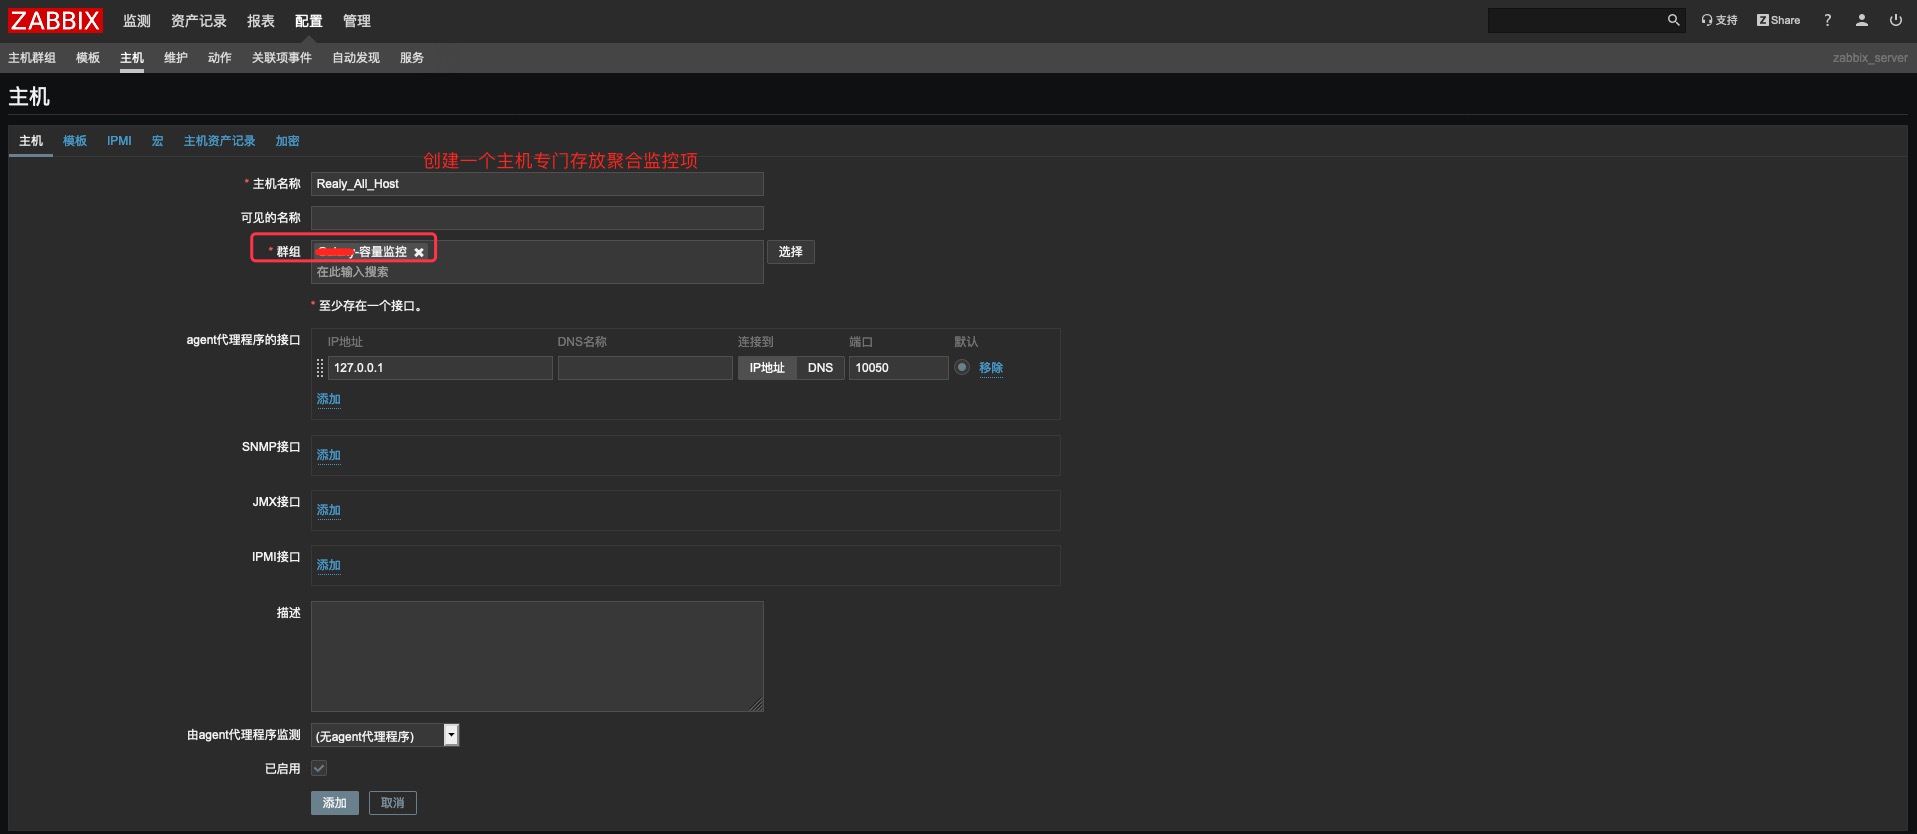 ZABBIX 监测 资产记录 报表 配置 管理 支持 Z Share ?
主机群组 模板 主机 维护 动作 关联项事件 自动发现 服务 zabbix_server
主机
主机 模板 IPMI 宏 主机资产记录 加密
创建一个主机专门存放聚合监控项
* 主机名称 Realy_All_Host
可见的名称
* 群组 -容量监控 选择
在此输入搜索
* 至少存在一个接口。
agent代理程序的接口 IP地址 DNS名称 连接到 端口 默认
127.0.0.1 IP地址 DNS 10050 移除
添加
SNMP接口 添加
JMX接口 添加
IPMI接口 添加
描述
由agent代理程序监测 (无agent代理程序)
已启用
添加 取消